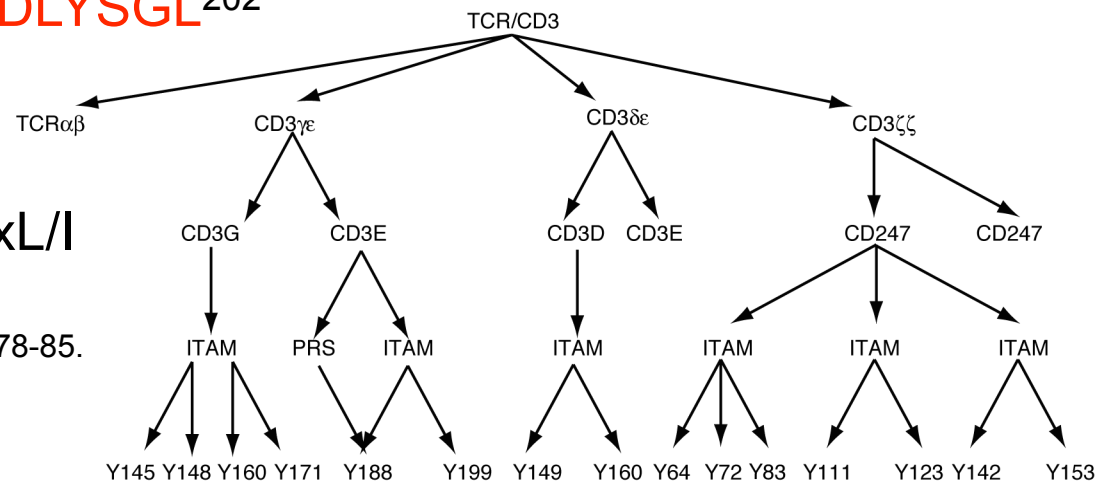 DLYSGL202
TCR/CD3
TCRαβ CD3γε CD3δε CD3ζζ
xL/I
CD3G CD3E CD3D CD3E CD247 CD247
78-85.
ITAM PRS ITAM ITAM ITAM ITAM ITAM
Y145 Y148 Y160 Y171 Y188 Y199 Y149 Y160 Y64 Y72 Y83 Y111 Y123 Y142 Y153